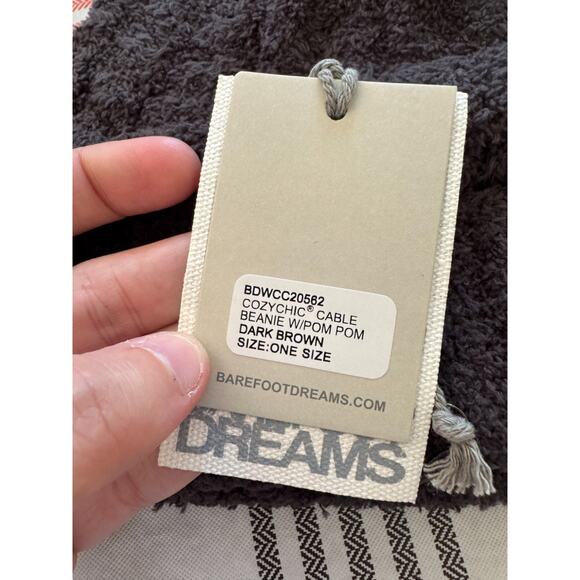 BDWCC20562
COZYCHIC® CABLE
BEANIE W/POM POM
DARK BROWN
SIZE:ONE SIZE
BAREFOOTDREAMS.COM
DREAMS